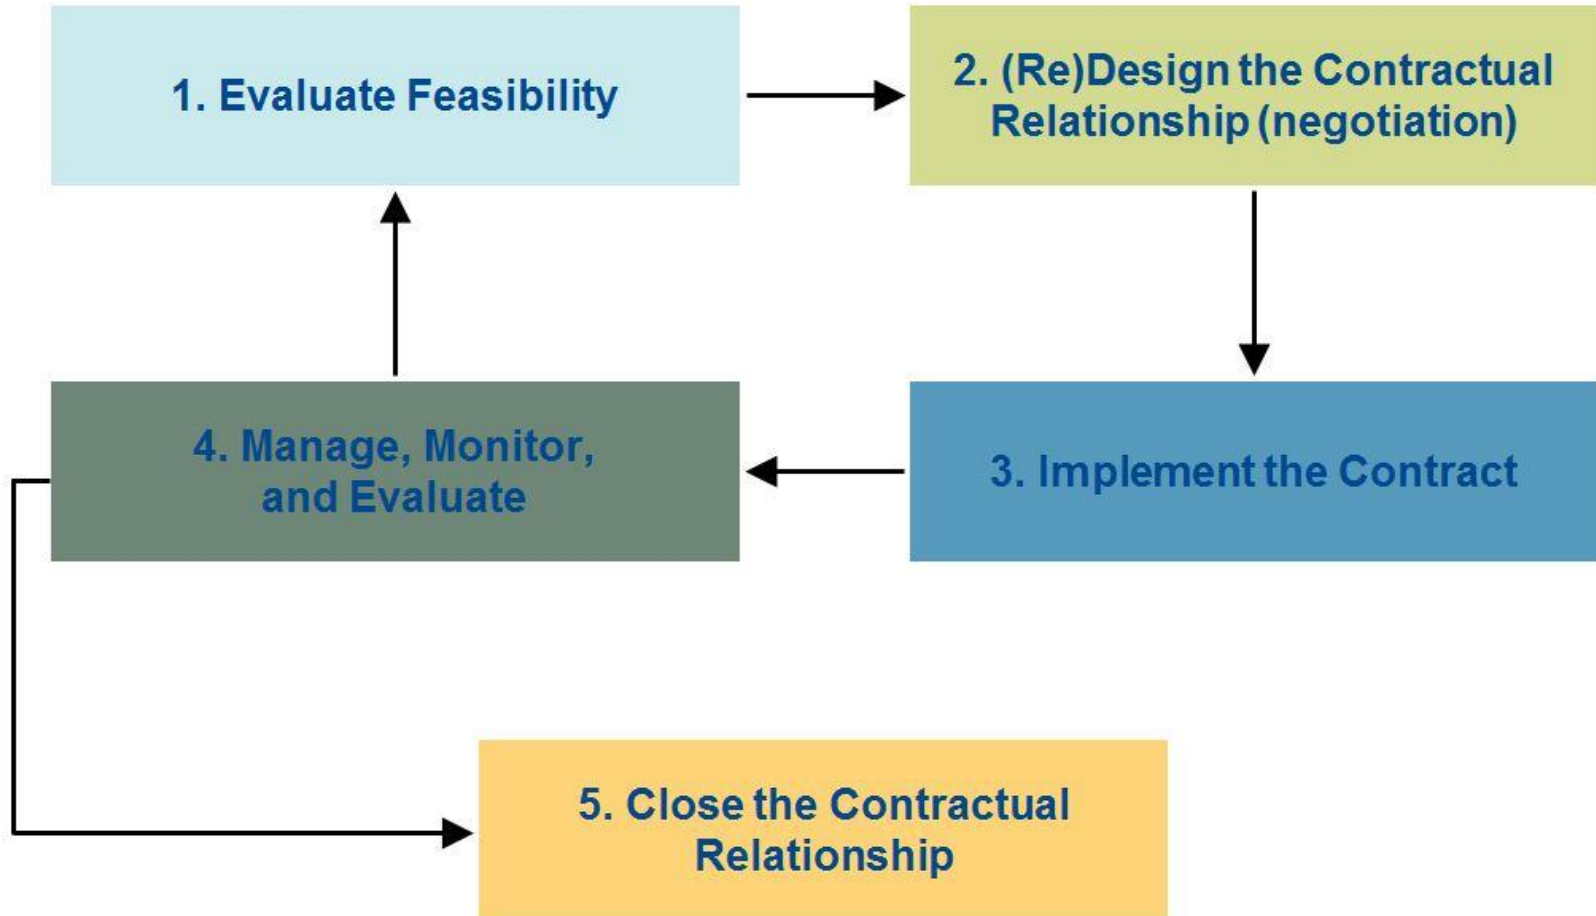 1. Evaluate Feasibility
2. (Re)Design the Contractual
Relationship (negotiation)
4. Manage, Monitor,
and Evaluate
3. Implement the Contract
5. Close the Contractual
Relationship